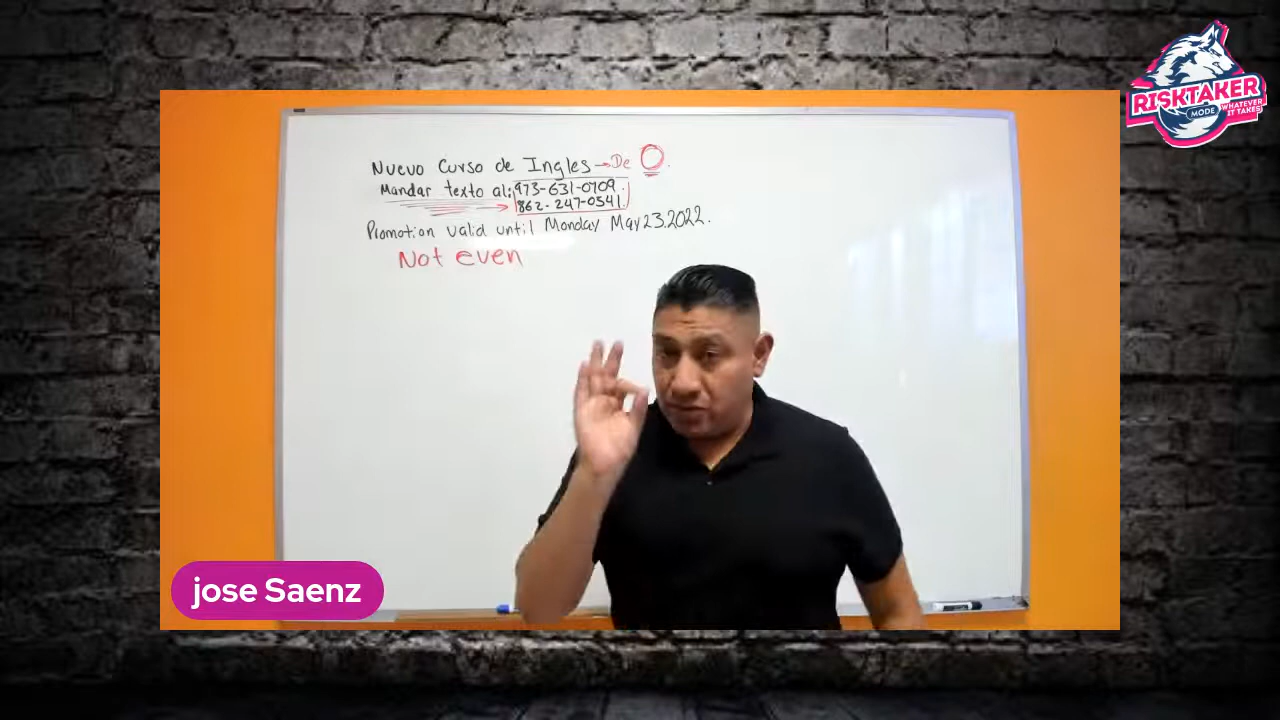 Nuevo Curso de Ingles → De 0.
Mandar texto al: 973-631-0709
862-247-0541
Promotion valid until Monday May 23.2022.
Not even
jose Saenz
RISKTAKER
MODE
WHATEVER
IT TAKES